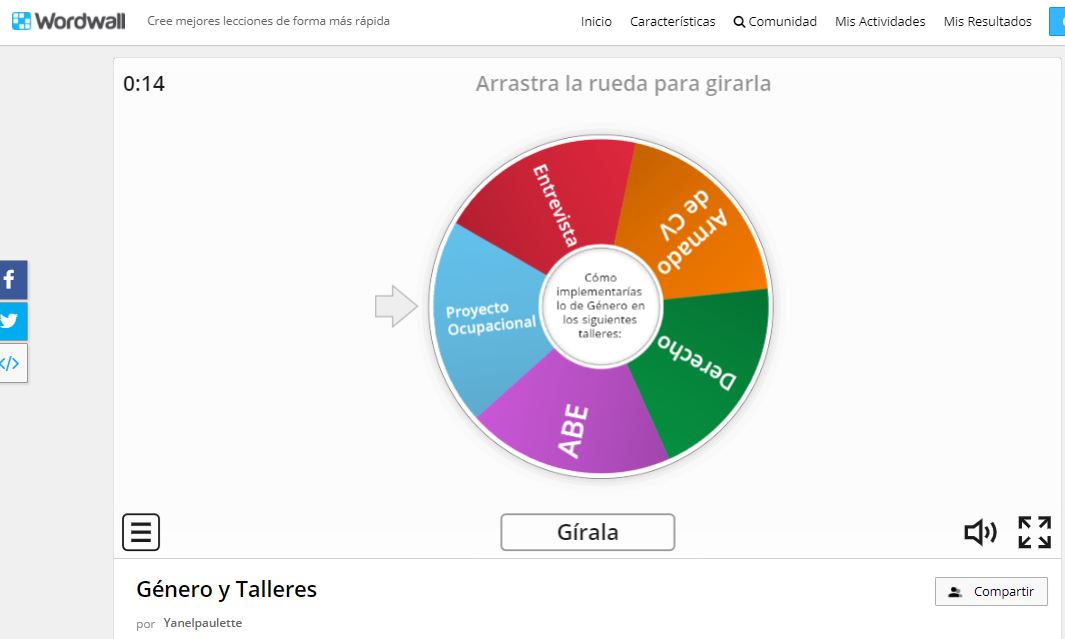 Wordwall
Cree mejores lecciones de forma más rápida
Inicio
Características
Comunidad
Mis Actividades
Mis Resultados
0:14
Arrastra la rueda para girarla
Entrevista
Armado
de CV
Proyecto
Ocupacional
Cómo
implementarías
lo de Género en
los siguientes
talleres:
Derecho
ABE
Gírala
Género y Talleres
Compartir
por Yanelpaulette